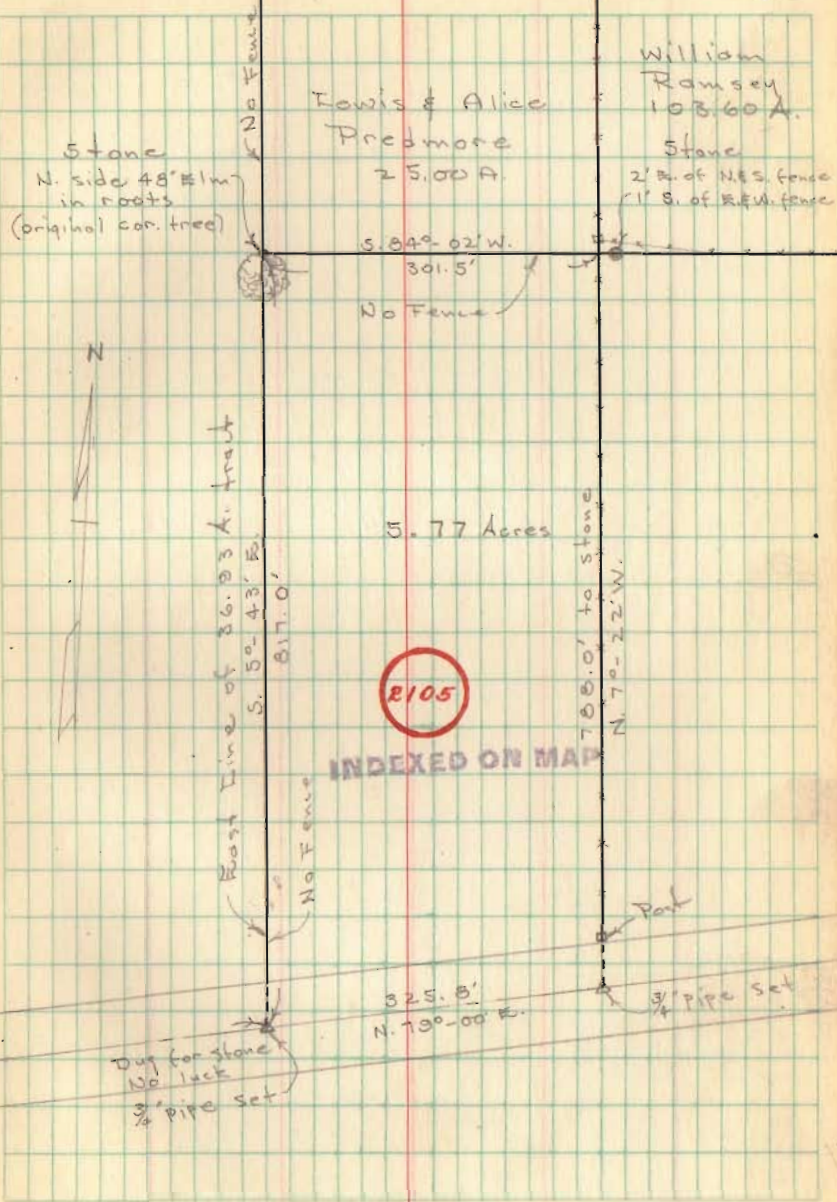 No Fence
Lowis & Alice
Predmore
25.00 A.
William
Ramsey
103.60 A.
Stone
N. side 48" Elm
in roots
(original cor. tree)
Stone
2' E. of N.&S. fence
1' S. of E.&W. fence
S. 84°-02' W.
301.5'
No Fence
N
East Line of 36.93 A. tract
S. 5°-43' E.
817.0'
5.77 Acres
788.0' to stone
N. 7°-22' W.
2105
INDEXED ON MAP
No Fence
Post
325.8'
N. 79°-00' E.
3/4" pipe set
Dug for stone
No luck
3/4" pipe set